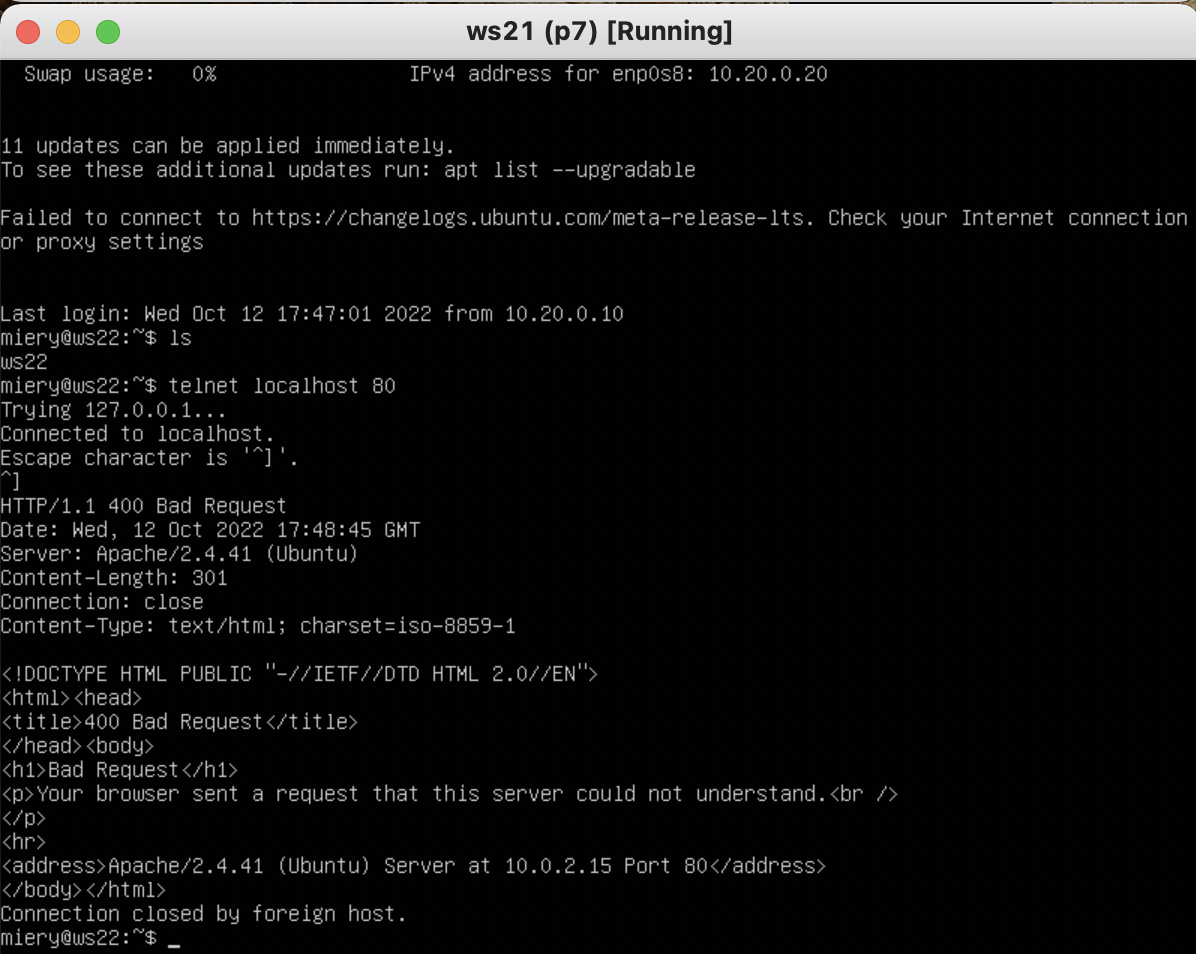 ws21 (p7) [Running]
Swap usage:   0%                IPv4 address for enp0s8: 10.20.0.20
11 updates can be applied immediately.
To see these additional updates run: apt list --upgradable
Failed to connect to https://changelogs.ubuntu.com/meta-release-lts. Check your Internet connection
or proxy settings
Last login: Wed Oct 12 17:47:01 2022 from 10.20.0.10
miery@ws22:~$ ls
ws22
miery@ws22:~$ telnet localhost 80
Trying 127.0.0.1...
Connected to localhost.
Escape character is '^]'.
^]
HTTP/1.1 400 Bad Request
Date: Wed, 12 Oct 2022 17:48:45 GMT
Server: Apache/2.4.41 (Ubuntu)
Content-Length: 301
Connection: close
Content-Type: text/html; charset=iso-8859-1
<!DOCTYPE HTML PUBLIC "-//IETF//DTD HTML 2.0//EN">
<html><head>
<title>400 Bad Request</title>
</head><body>
<h1>Bad Request</h1>
<p>Your browser sent a request that this server could not understand.<br />
</p>
<hr>
<address>Apache/2.4.41 (Ubuntu) Server at 10.0.2.15 Port 80</address>
</body></html>
Connection closed by foreign host.
miery@ws22:~$ _